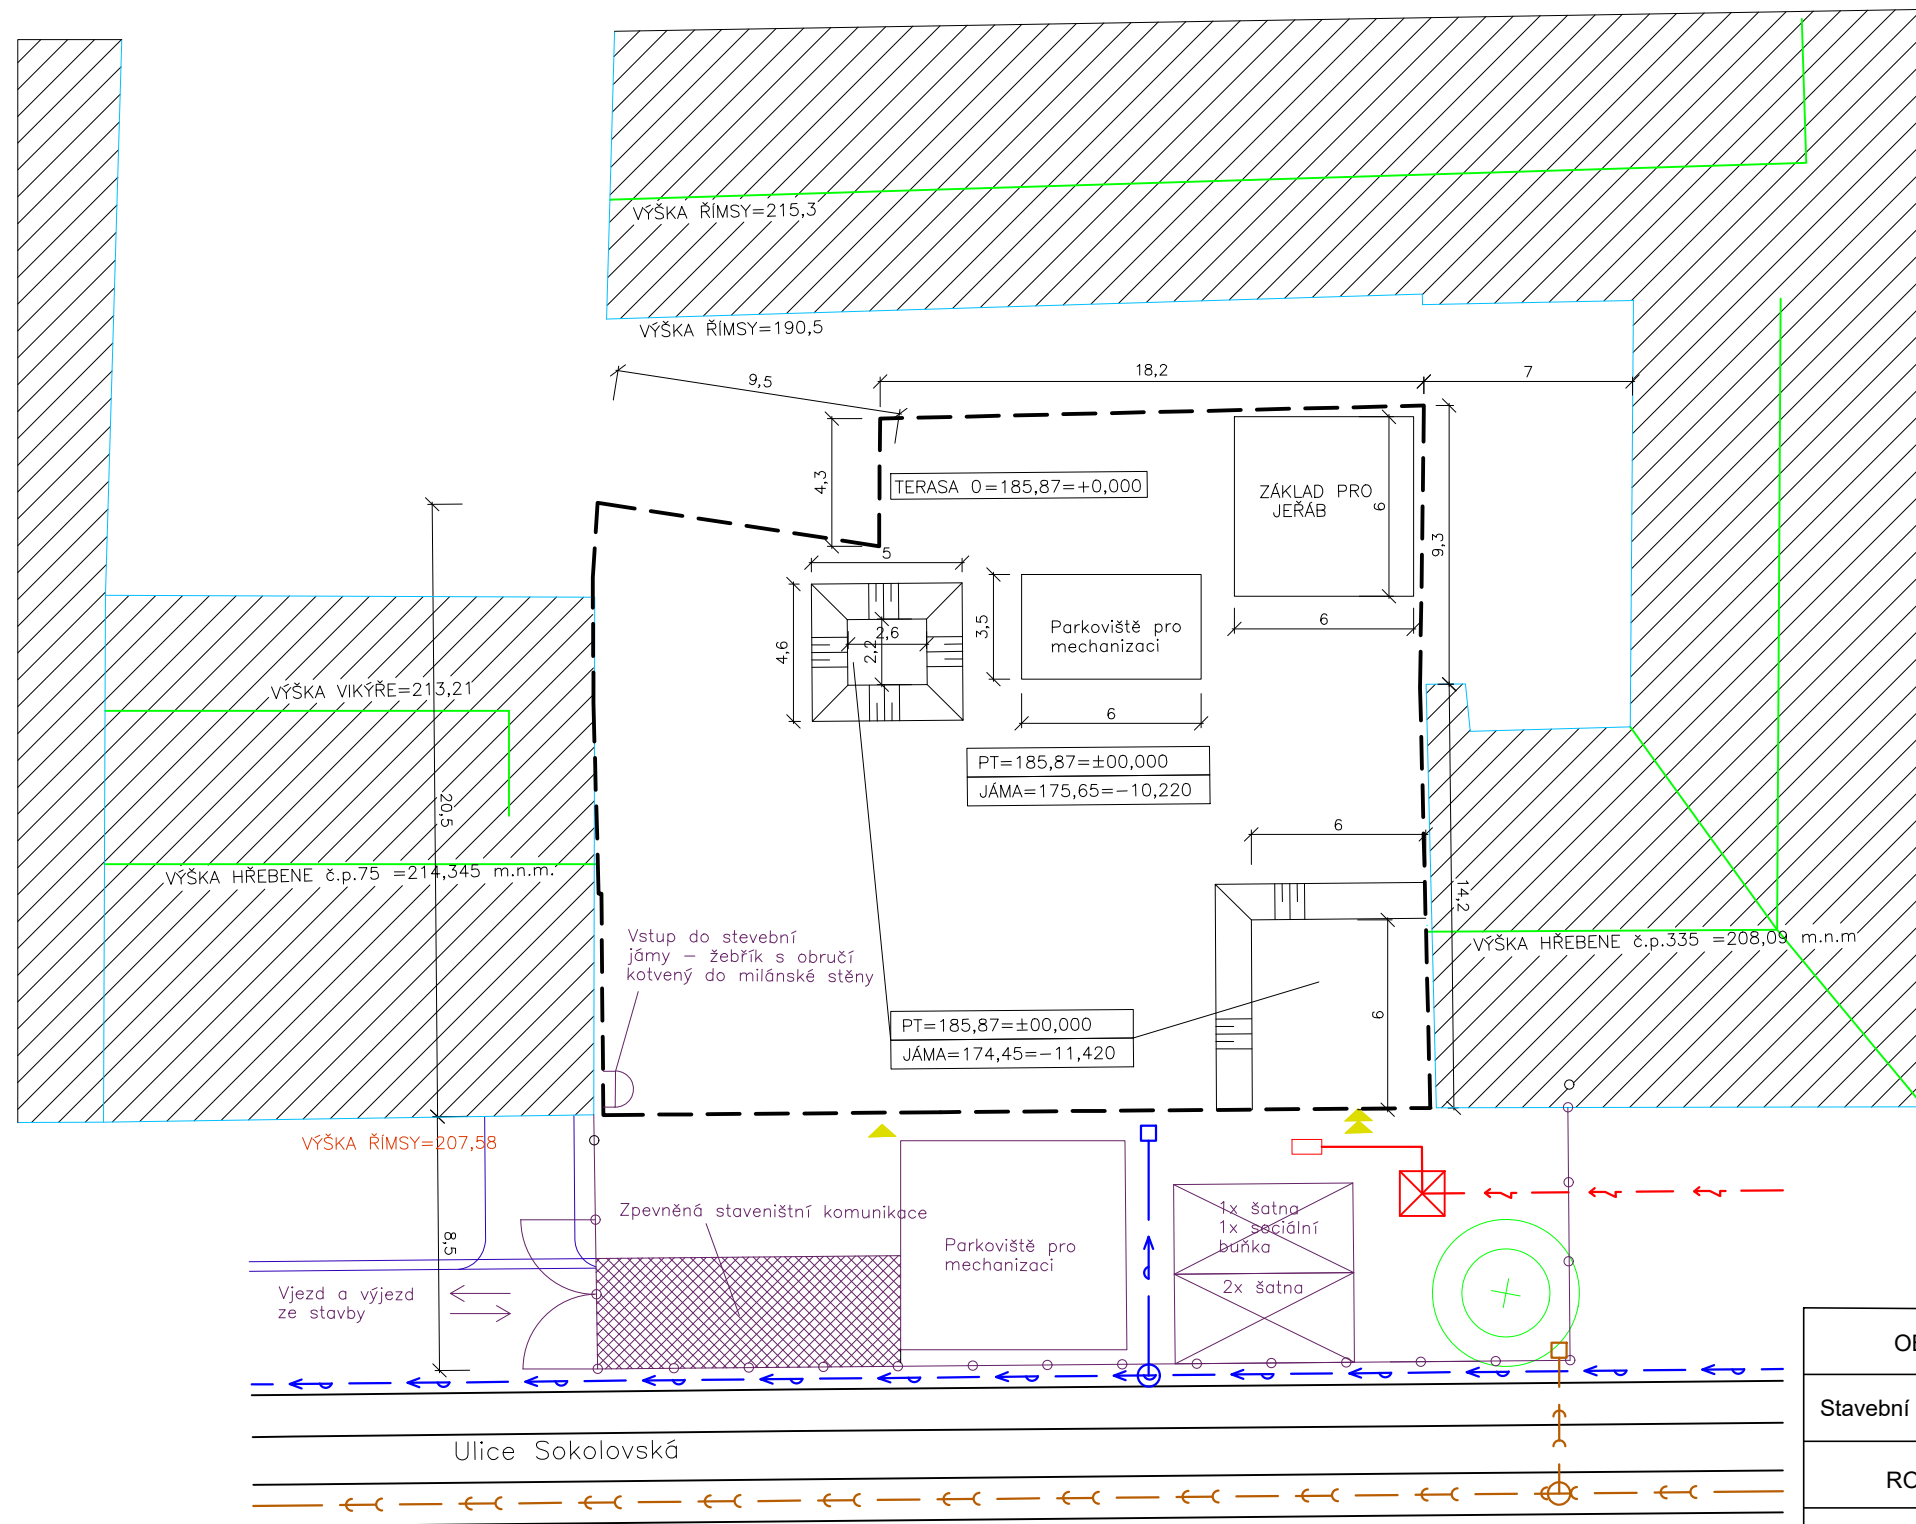 VÝŠKA ŘÍMSY=215,3
VÝŠKA ŘÍMSY=190,5
9,5
18,2
7
4,3
TERASA 0=185,87=+0,000
ZÁKLAD PRO
JEŘÁB
6
9,3
5
4,6
2,6
2,2
3,5
Parkoviště pro
mechanizaci
6
6
VÝŠKA VIKÝŘE=213,21
PT=185,87=±00,000
JÁMA=175,65=−10,220
20,5
6
VÝŠKA HŘEBENE č.p.75 =214,345 m.n.m.
14,2
Vstup do stevební
jámy – žebřík s obručí
kotvený do milánské stěny
VÝŠKA HŘEBENE č.p.335 =208,09 m.n.m
6
PT=185,87=±00,000
JÁMA=174,45=−11,420
VÝŠKA ŘÍMSY=207,58
Zpevněná staveništní komunikace
1x šatna
1x sociální
buňka
8,5
Parkoviště pro
mechanizaci
2x šatna
Vjezd a výjezd
ze stavby
Stavební
Ulice Sokolovská